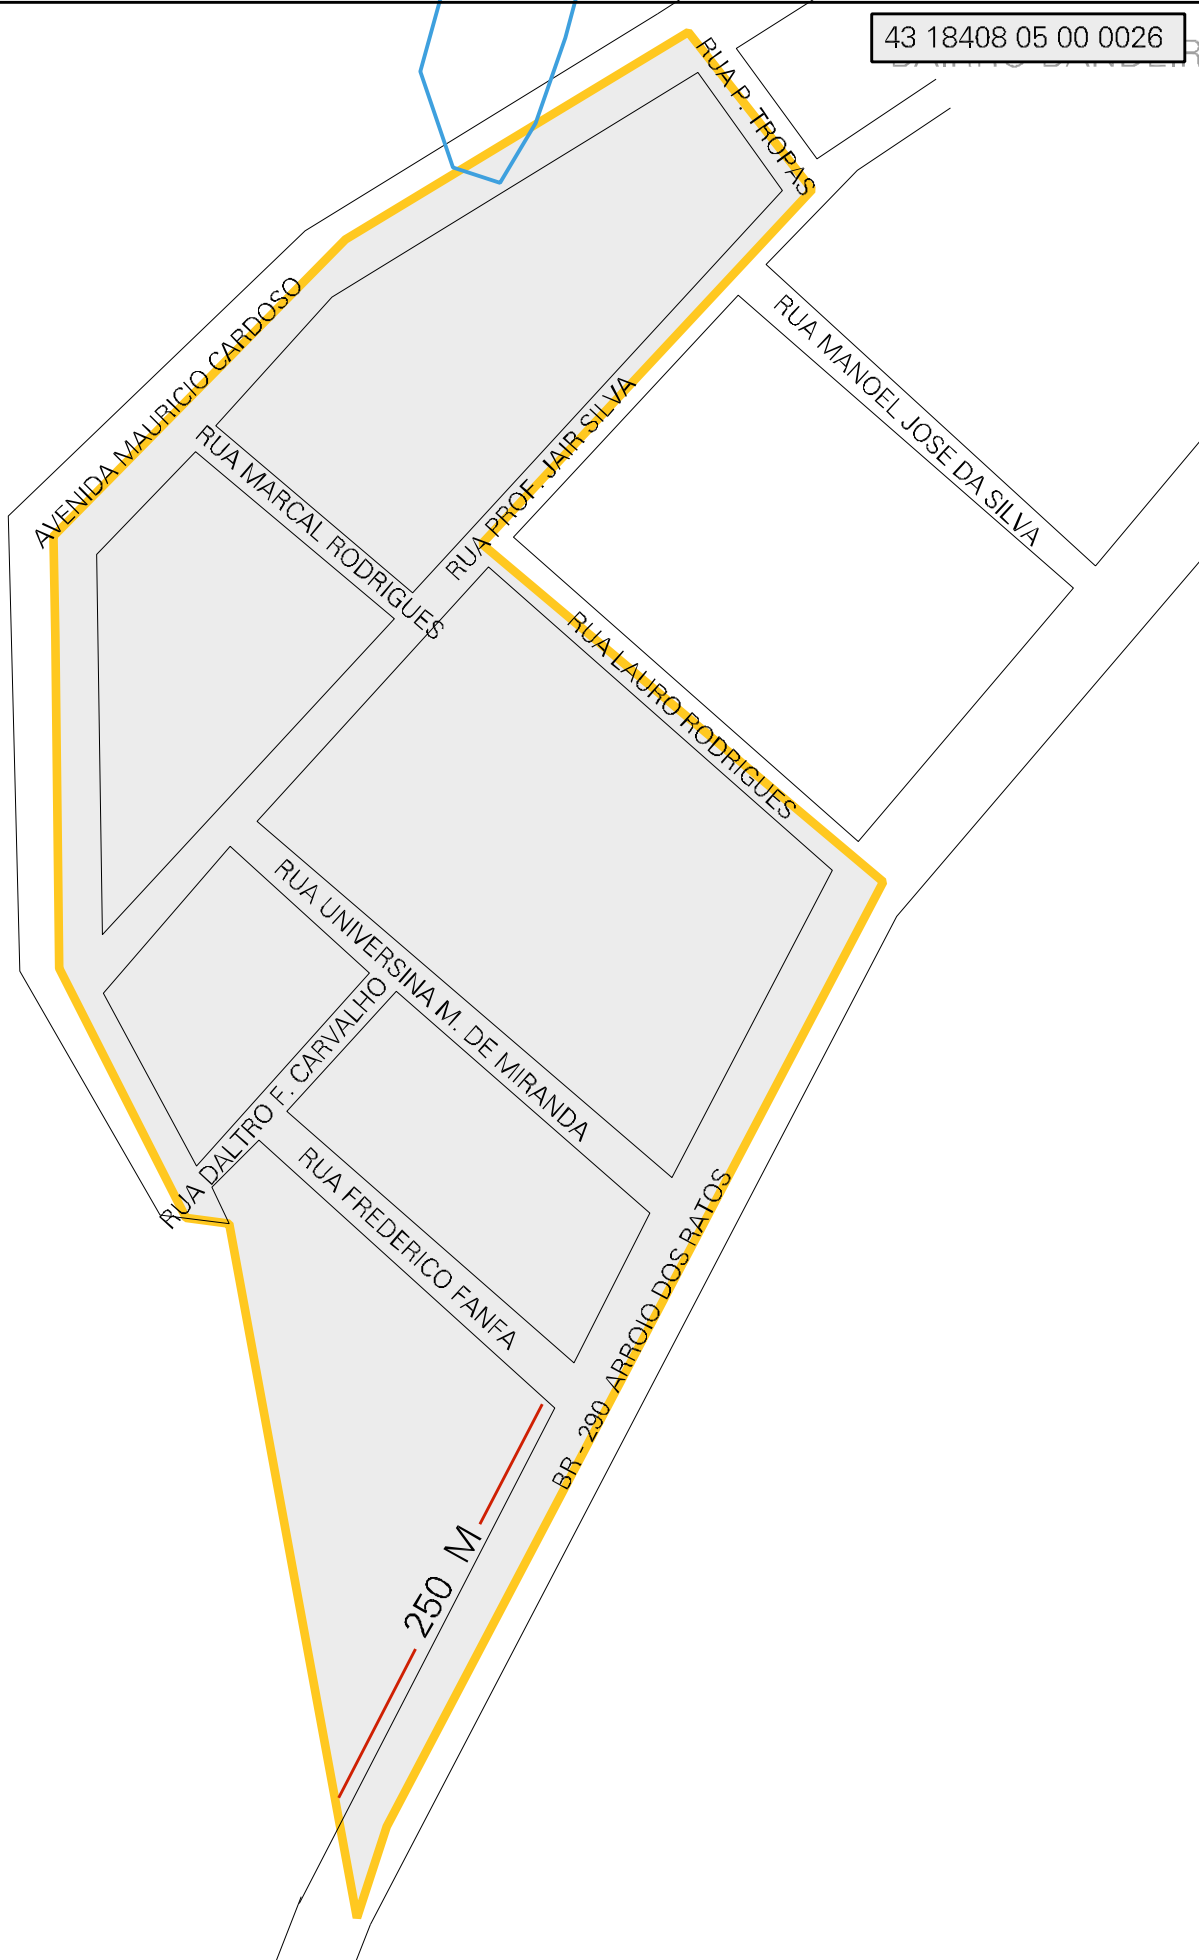 43 18408 05 00 0026
RUA P. TROPAS
AVENIDA MAURICIO CARDOSO
RUA MANOEL JOSE DA SILVA
RUA PROF. JAIR SILVA
RUA MARCAL RODRIGUES
RUA LAURO RODRIGUES
RUA UNIVERSINA M. DE MIRANDA
RUA DALTRO F. CARVALHO
RUA FREDERICO FANFA
BR - 290 ARROIO DOS RATOS
250 M